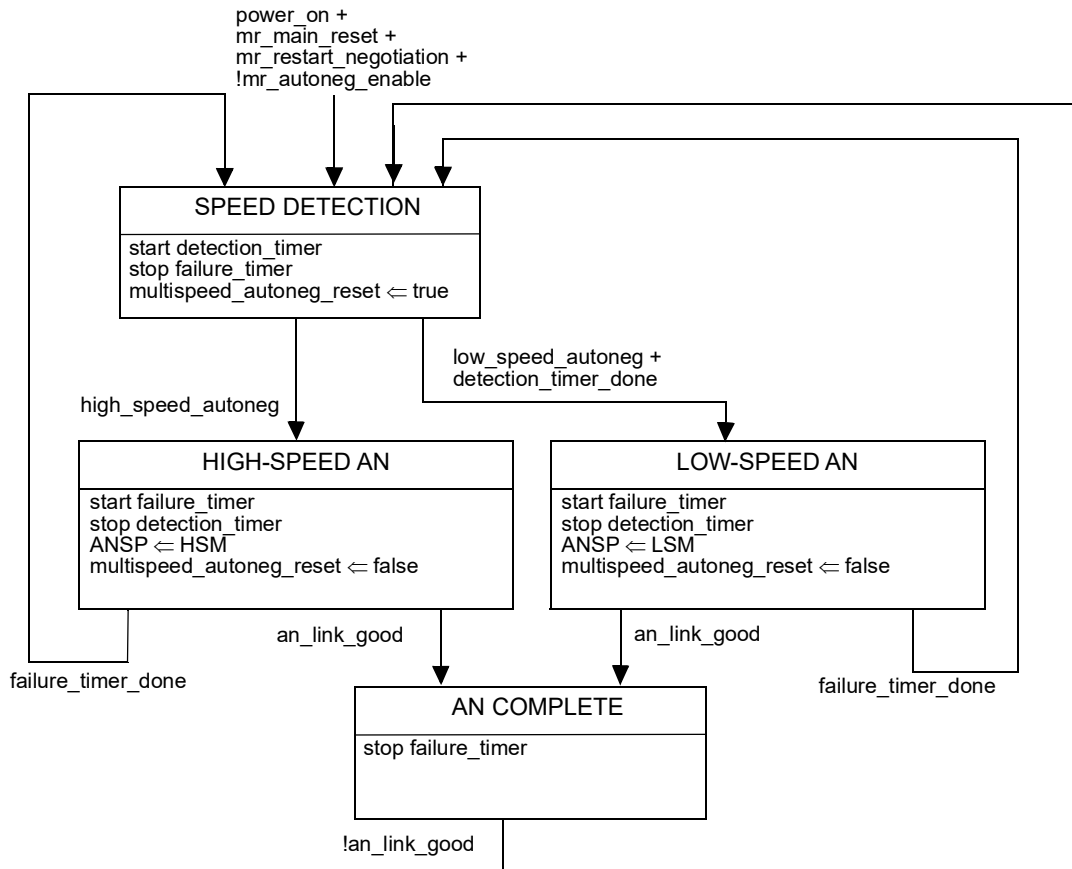 power_on +
mr_main_reset +
mr_restart_negotiation +
!mr_autoneg_enable
SPEED DETECTION
start detection_timer
stop failure_timer
multispeed_autoneg_reset ⇐ true
low_speed_autoneg +
detection_timer_done
high_speed_autoneg
HIGH-SPEED AN
start failure_timer
stop detection_timer
ANSP ⇐ HSM
multispeed_autoneg_reset ⇐ false
LOW-SPEED AN
start failure_timer
stop detection_timer
ANSP ⇐ LSM
multispeed_autoneg_reset ⇐ false
an_link_good
an_link_good
failure_timer_done
failure_timer_done
AN COMPLETE
stop failure_timer
!an_link_good